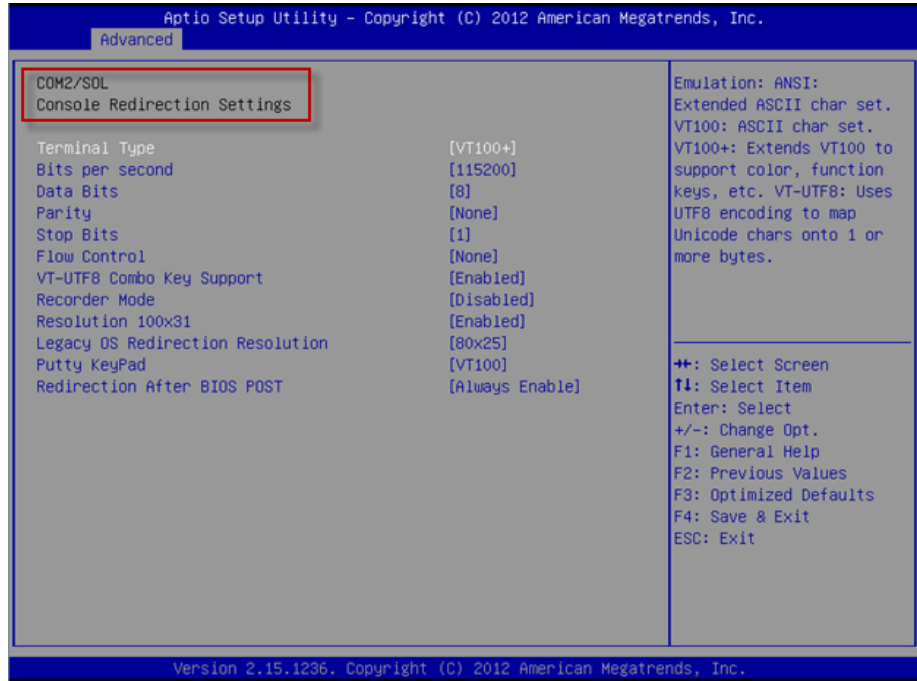 Aptio Setup Utility – Copyright (C) 2012 American Megatrends, Inc.
Advanced
COM2/SOL
Console Redirection Settings
Terminal Type [VT100+]
Bits per second [115200]
Data Bits [8]
Parity [None]
Stop Bits [1]
Flow Control [None]
VT-UTF8 Combo Key Support [Enabled]
Recorder Mode [Disabled]
Resolution 100x31 [Enabled]
Legacy OS Redirection Resolution [80x25]
Putty KeyPad [VT100]
Redirection After BIOS POST [Always Enable]
Emulation: ANSI:
Extended ASCII char set.
VT100: ASCII char set.
VT100+: Extends VT100 to
support color, function
keys, etc. VT-UTF8: Uses
UTF8 encoding to map
Unicode chars onto 1 or
more bytes.
→←: Select Screen
↑↓: Select Item
Enter: Select
+/-: Change Opt.
F1: General Help
F2: Previous Values
F3: Optimized Defaults
F4: Save & Exit
ESC: Exit
Version 2.15.1236. Copyright (C) 2012 American Megatrends, Inc.